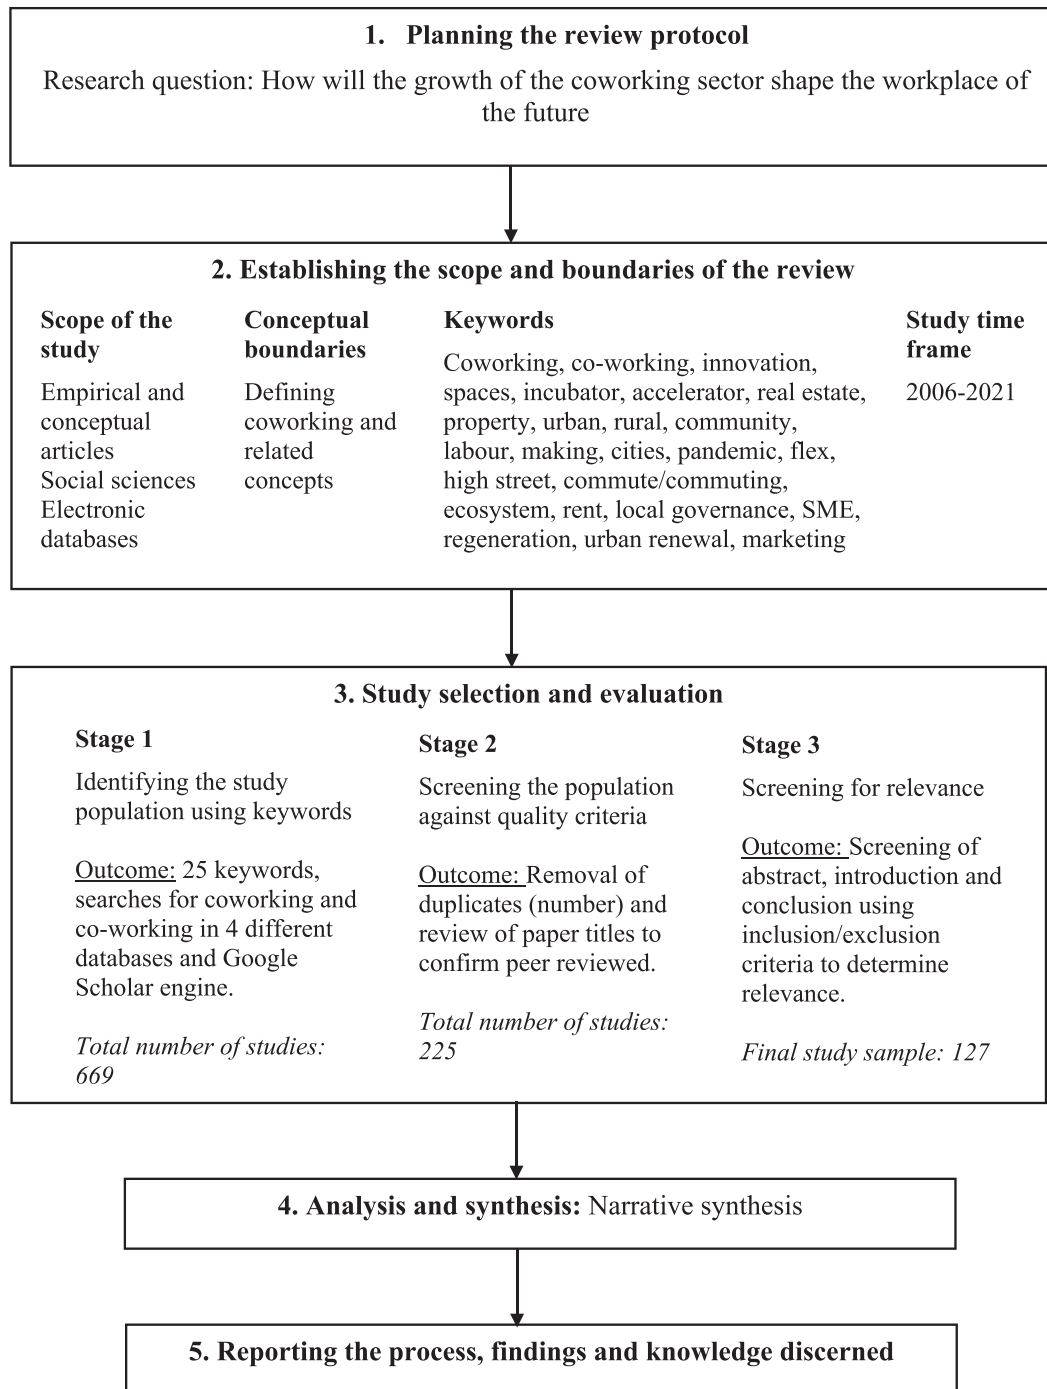 1. Planning the review protocol
Research question: How will the growth of the coworking sector shape the workplace of
the future
2. Establishing the scope and boundaries of the review
Scope of the
study
Empirical and
conceptual
articles
Social sciences
Electronic
databases
Conceptual
boundaries
Defining
coworking and
related
concepts
Keywords
Coworking, co-working, innovation,
spaces, incubator, accelerator, real estate,
property, urban, rural, community,
labour, making, cities, pandemic, flex,
high street, commute/commuting,
ecosystem, rent, local governance, SME,
regeneration, urban renewal, marketing
Study time
frame
2006-2021
3. Study selection and evaluation
Stage 1
Identifying the study
population using keywords
Outcome: 25 keywords,
searches for coworking and
co-working in 4 different
databases and Google
Scholar engine.
Total number of studies:
669
Stage 2
Screening the population
against quality criteria
Outcome: Removal of
duplicates (number) and
review of paper titles to
confirm peer reviewed.
Total number of studies:
225
Stage 3
Screening for relevance
Outcome: Screening of
abstract, introduction and
conclusion using
inclusion/exclusion
criteria to determine
relevance.
Final study sample: 127
4. Analysis and synthesis: Narrative synthesis
5. Reporting the process, findings and knowledge discerned